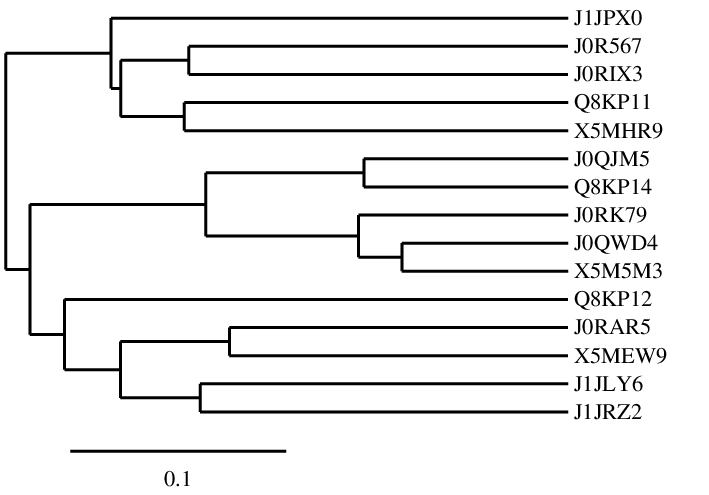 J1JPX0
J0R567
J0RIX3
Q8KP11
X5MHR9
J0QJM5
Q8KP14
J0RK79
J0QWD4
X5M5M3
Q8KP12
J0RAR5
X5MEW9
J1JLY6
J1JRZ2
0.1